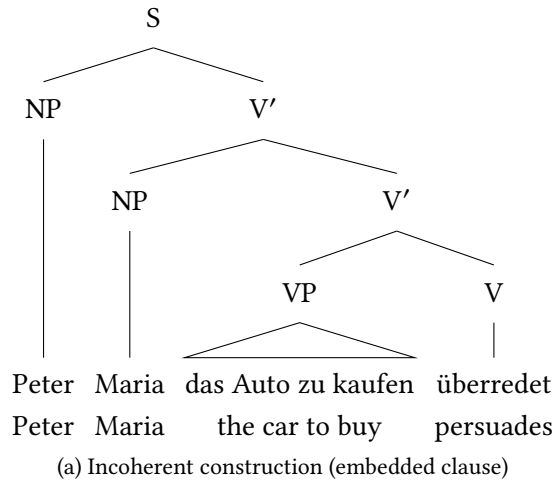 S
NP V′
NP V′
VP V
Peter Maria das Auto zu kaufen überredet
Peter Maria the car to buy persuades
(a) Incoherent construction (embedded clause)